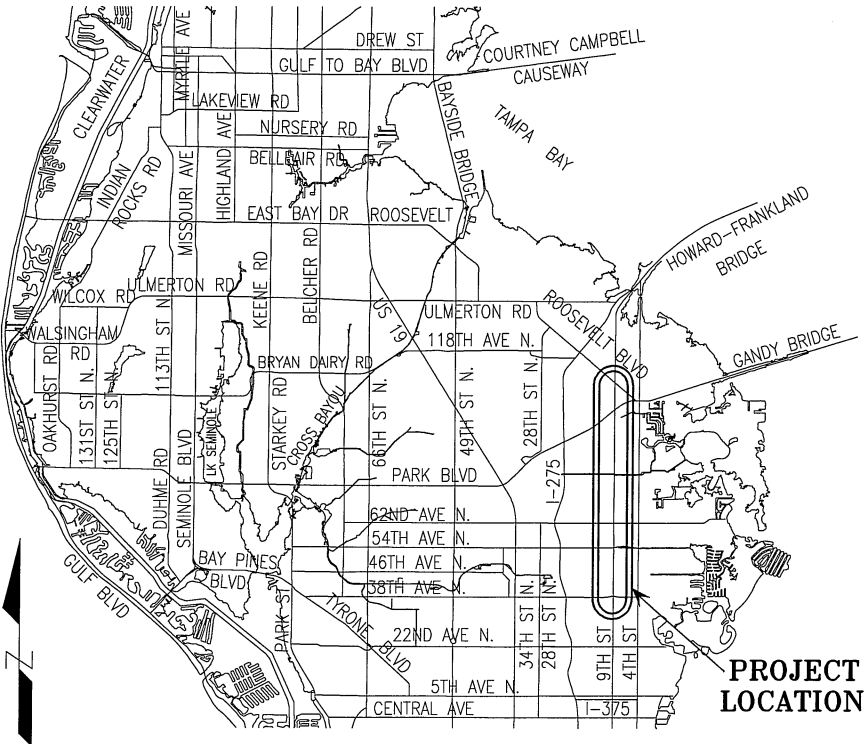 DREW ST
GULF TO BAY BLVD
COURTNEY CAMPBELL
CAUSEWAY
MYRTLE AVE
CLEARWATER
LAKEVIEW RD
NURSERY RD
BELLEAIR RD
BAYSIDE BRIDGE
TAMPA BAY
INDIAN
ROCKS RD
MISSOURI AVE
HIGHLAND AVE
EAST BAY DR
ROOSEVELT
HOWARD-FRANKLAND
BRIDGE
WILCOX RD
ULMERTON RD
KEENE RD
BELCHER RD
US 19
ULMERTON RD
ROOSEVELT BLVD
WALSINGHAM
RD
113TH ST N.
118TH AVE N.
GANDY BRIDGE
BRYAN DAIRY RD
OAKHURST RD
131ST ST N.
125TH ST N.
LK SEMINOLE
STARKEY RD
CROSS BAYOU
66TH ST N.
49TH ST N.
28TH ST N.
I-275
PARK BLVD
DUHME RD
SEMINOLE BLVD
62ND AVE N.
54TH AVE N.
46TH AVE N.
38TH AVE N.
BAY PINES
BLVD
GULF BLVD
PARK ST
TYRONE BLVD
22ND AVE N.
34TH ST N.
28TH ST N.
9TH ST
4TH ST
5TH AVE N.
CENTRAL AVE
I-375
N
PROJECT
LOCATION